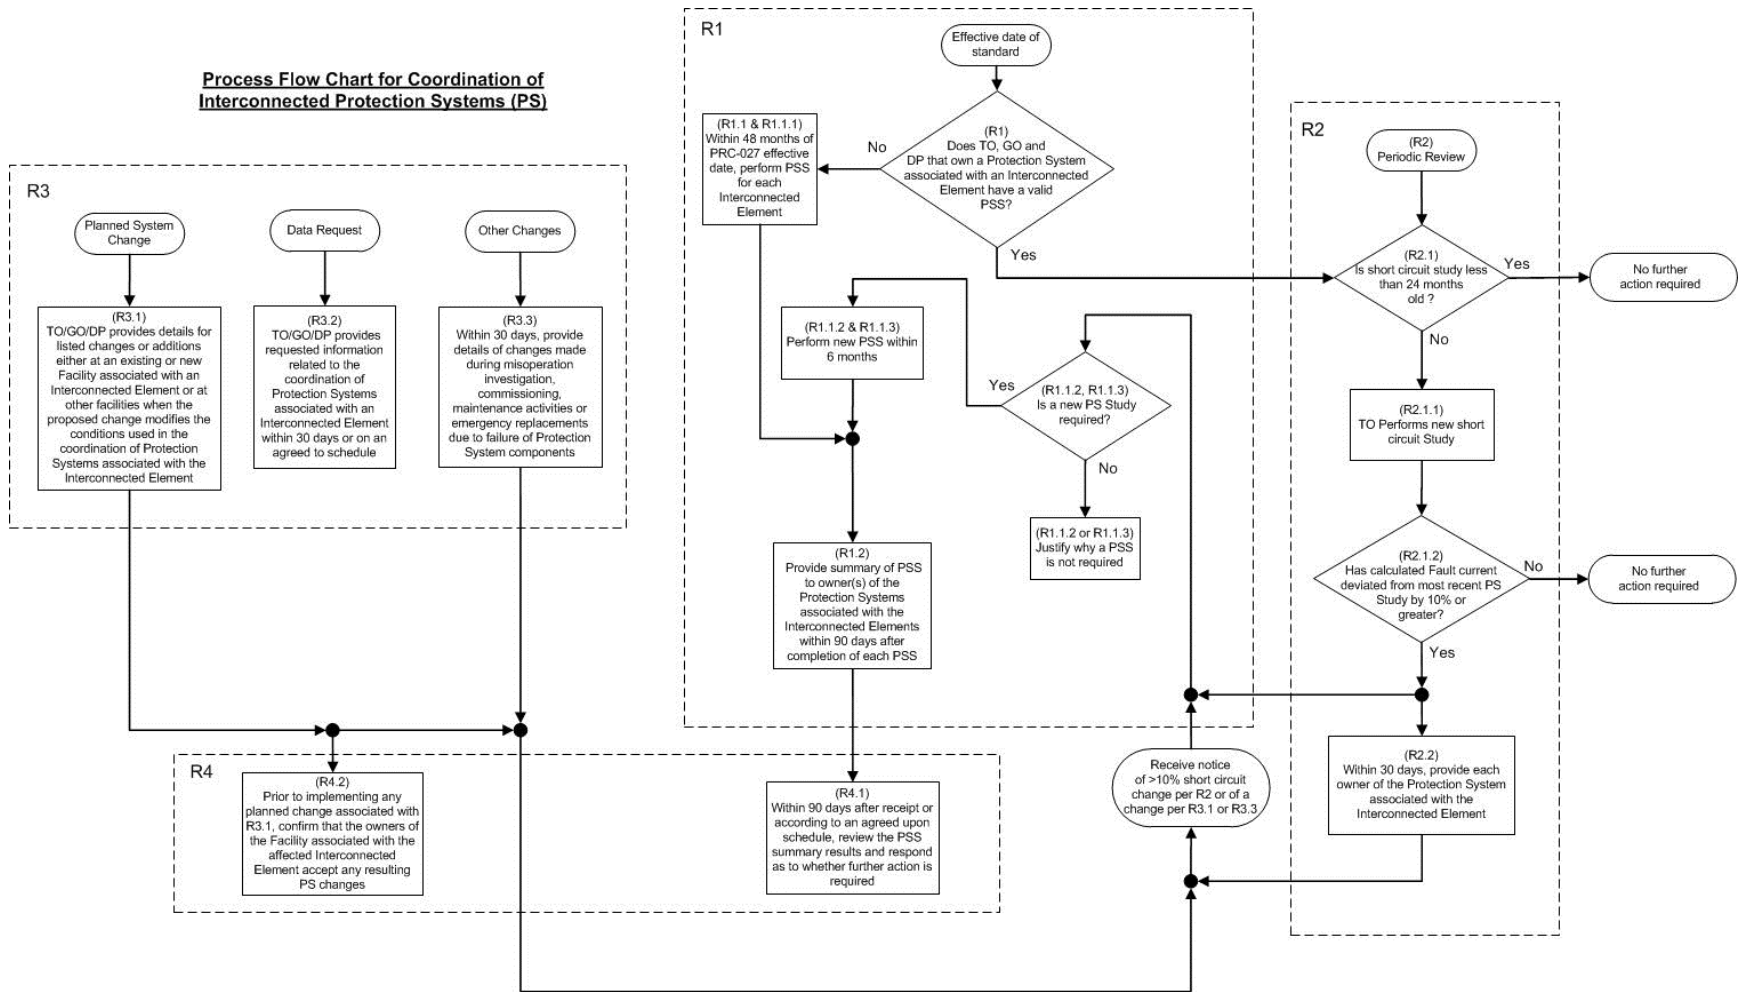 Process Flow Chart for Coordination of
Interconnected Protection Systems (PS)
R3
Planned System
Change
Data Request
Other Changes
(R3.1)
TO/GO/DP provides details for
listed changes or additions
either at an existing or new
Facility associated with an
Interconnected Element or at
other facilities when the
proposed change modifies the
conditions used in the
coordination of Protection
Systems associated with the
Interconnected Element
(R3.2)
TO/GO/DP provides
requested information
related to the
coordination of
Protection Systems
associated with an
Interconnected Element
within 30 days or on an
agreed to schedule
(R3.3)
Within 30 days, provide
details of changes made
during misoperation
investigation,
commissioning,
maintenance activities or
emergency replacements
due to failure of Protection
System components
R1
Effective date of
standard
(R1)
Does TO, GO and
DP that own a Protection System
associated with an Interconnected
Element have a valid
PSS?
No
Yes
(R1.1 & R1.1.1)
Within 48 months of
PRC-027 effective
date, perform PSS
for each
Interconnected
Element
(R1.1.2 & R1.1.3)
Perform new PSS within
6 months
Yes
(R1.1.2, R1.1.3)
Is a new PS Study
required?
No
(R1.1.2 or R1.1.3)
Justify why a PSS
is not required
(R1.2)
Provide summary of PSS
to owner(s) of the
Protection Systems
associated with the
Interconnected Elements
within 90 days after
completion of each PSS
R2
(R2)
Periodic Review
(R2.1)
Is short circuit study less
than 24 months
old ?
Yes
No further
action required
No
(R2.1.1)
TO Performs new short
circuit Study
(R2.1.2)
Has calculated Fault current
deviated from most recent PS
Study by 10% or
greater?
No
No further
action required
Yes
(R2.2)
Within 30 days, provide each
owner of the Protection System
associated with the
Interconnected Element
Receive notice
of >10% short circuit
change per R2 or of a
change per R3.1 or R3.3
R4
(R4.2)
Prior to implementing any
planned change associated with
R3.1, confirm that the owners of
the Facility associated with the
affected Interconnected
Element accept any resulting
PS changes
(R4.1)
Within 90 days after receipt or
according to an agreed upon
schedule, review the PSS
summary results and respond
as to whether further action is
required